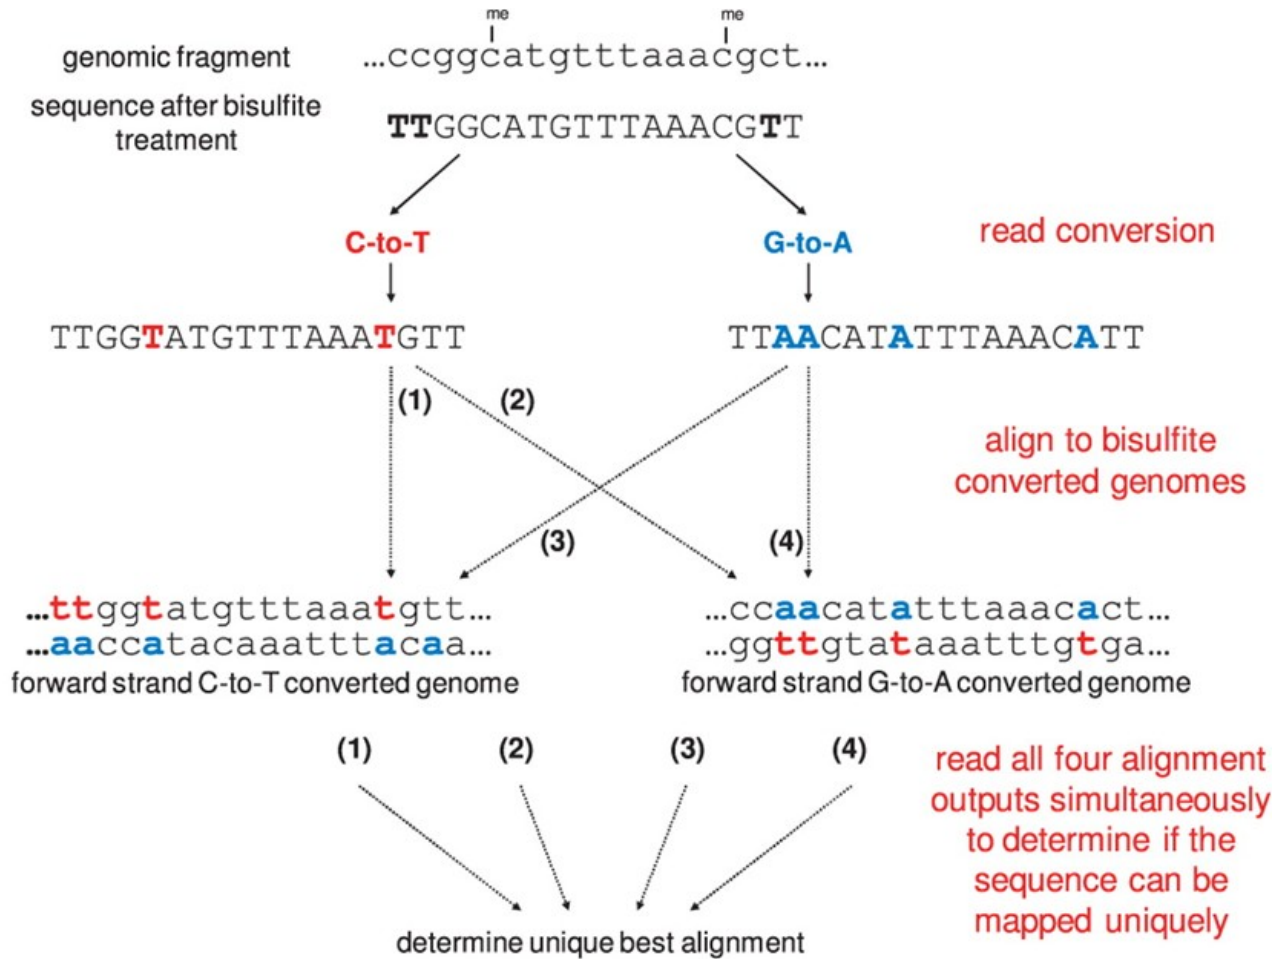 me me
genomic fragment ...ccggcatgtttaaacgct...
sequence after bisulfite
treatment
TTGGCATGTTTAAACGTT
C-to-T G-to-A read conversion
TTGGTATGTTTAAATGTT TTAACATATTTAAACATT
(1) (2)
align to bisulfite
converted genomes
(3) (4)
...ttggtatgtttaaatgtt... ...ccaacatatttaaacact...
...aaccatacaaatttacaa... ...ggttgtataaatttgtga...
forward strand C-to-T converted genome forward strand G-to-A converted genome
(1) (2) (3) (4)
read all four alignment
outputs simultaneously
to determine if the
sequence can be
mapped uniquely
determine unique best alignment